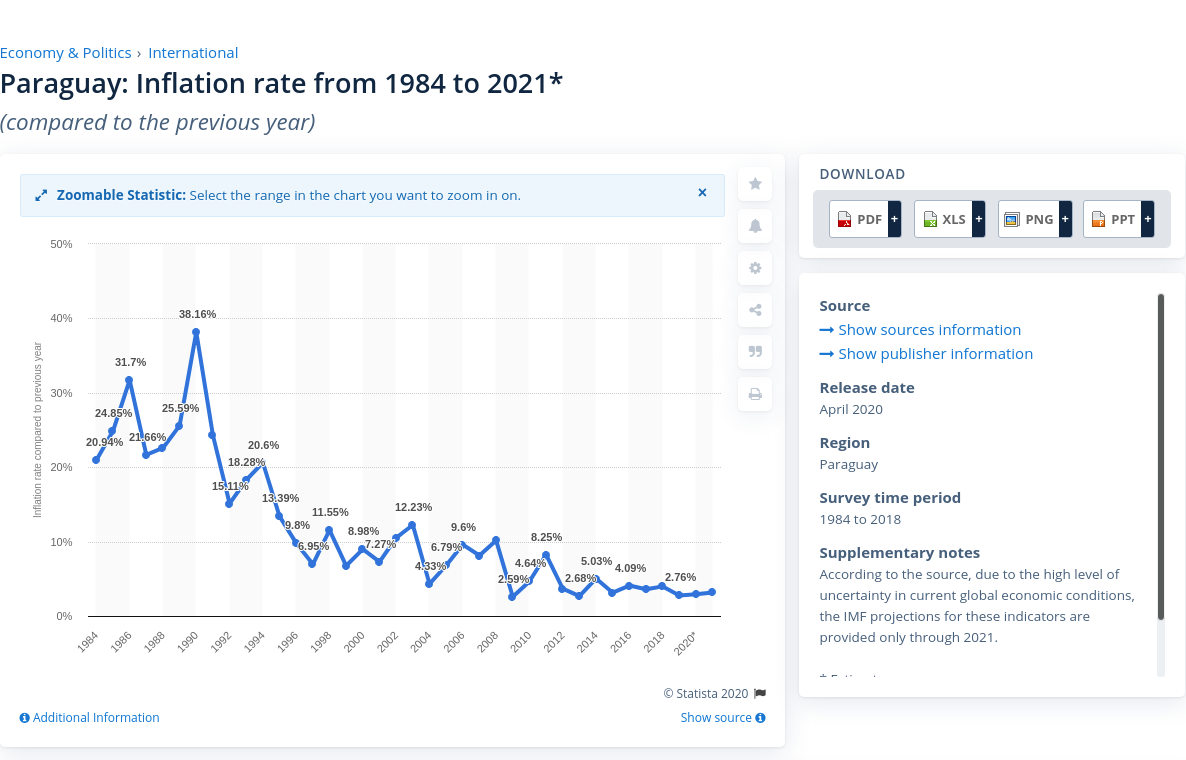 Economy & Politics › International
Paraguay: Inflation rate from 1984 to 2021*
(compared to the previous year)
Zoomable Statistic: Select the range in the chart you want to zoom in on.
×
Inflation rate compared to previous year
50%
40%
30%
20%
10%
0%
20.94%
24.85%
31.7%
21.66%
25.59%
38.16%
15.11%
18.28%
20.6%
13.39%
9.8%
6.95%
11.55%
8.98%
7.27%
12.23%
4.33%
6.79%
9.6%
2.59%
4.64%
8.25%
2.68%
5.03%
4.09%
2.76%
1984
1986
1988
1990
1992
1994
1996
1998
2000
2002
2004
2006
2008
2010
2012
2014
2016
2018
2020*
© Statista 2020
Additional Information
Show source
DOWNLOAD
PDF +
XLS +
PNG +
PPT +
Source
Show sources information
Show publisher information
Release date
April 2020
Region
Paraguay
Survey time period
1984 to 2018
Supplementary notes
According to the source, due to the high level of
uncertainty in current global economic conditions,
the IMF projections for these indicators are
provided only through 2021.